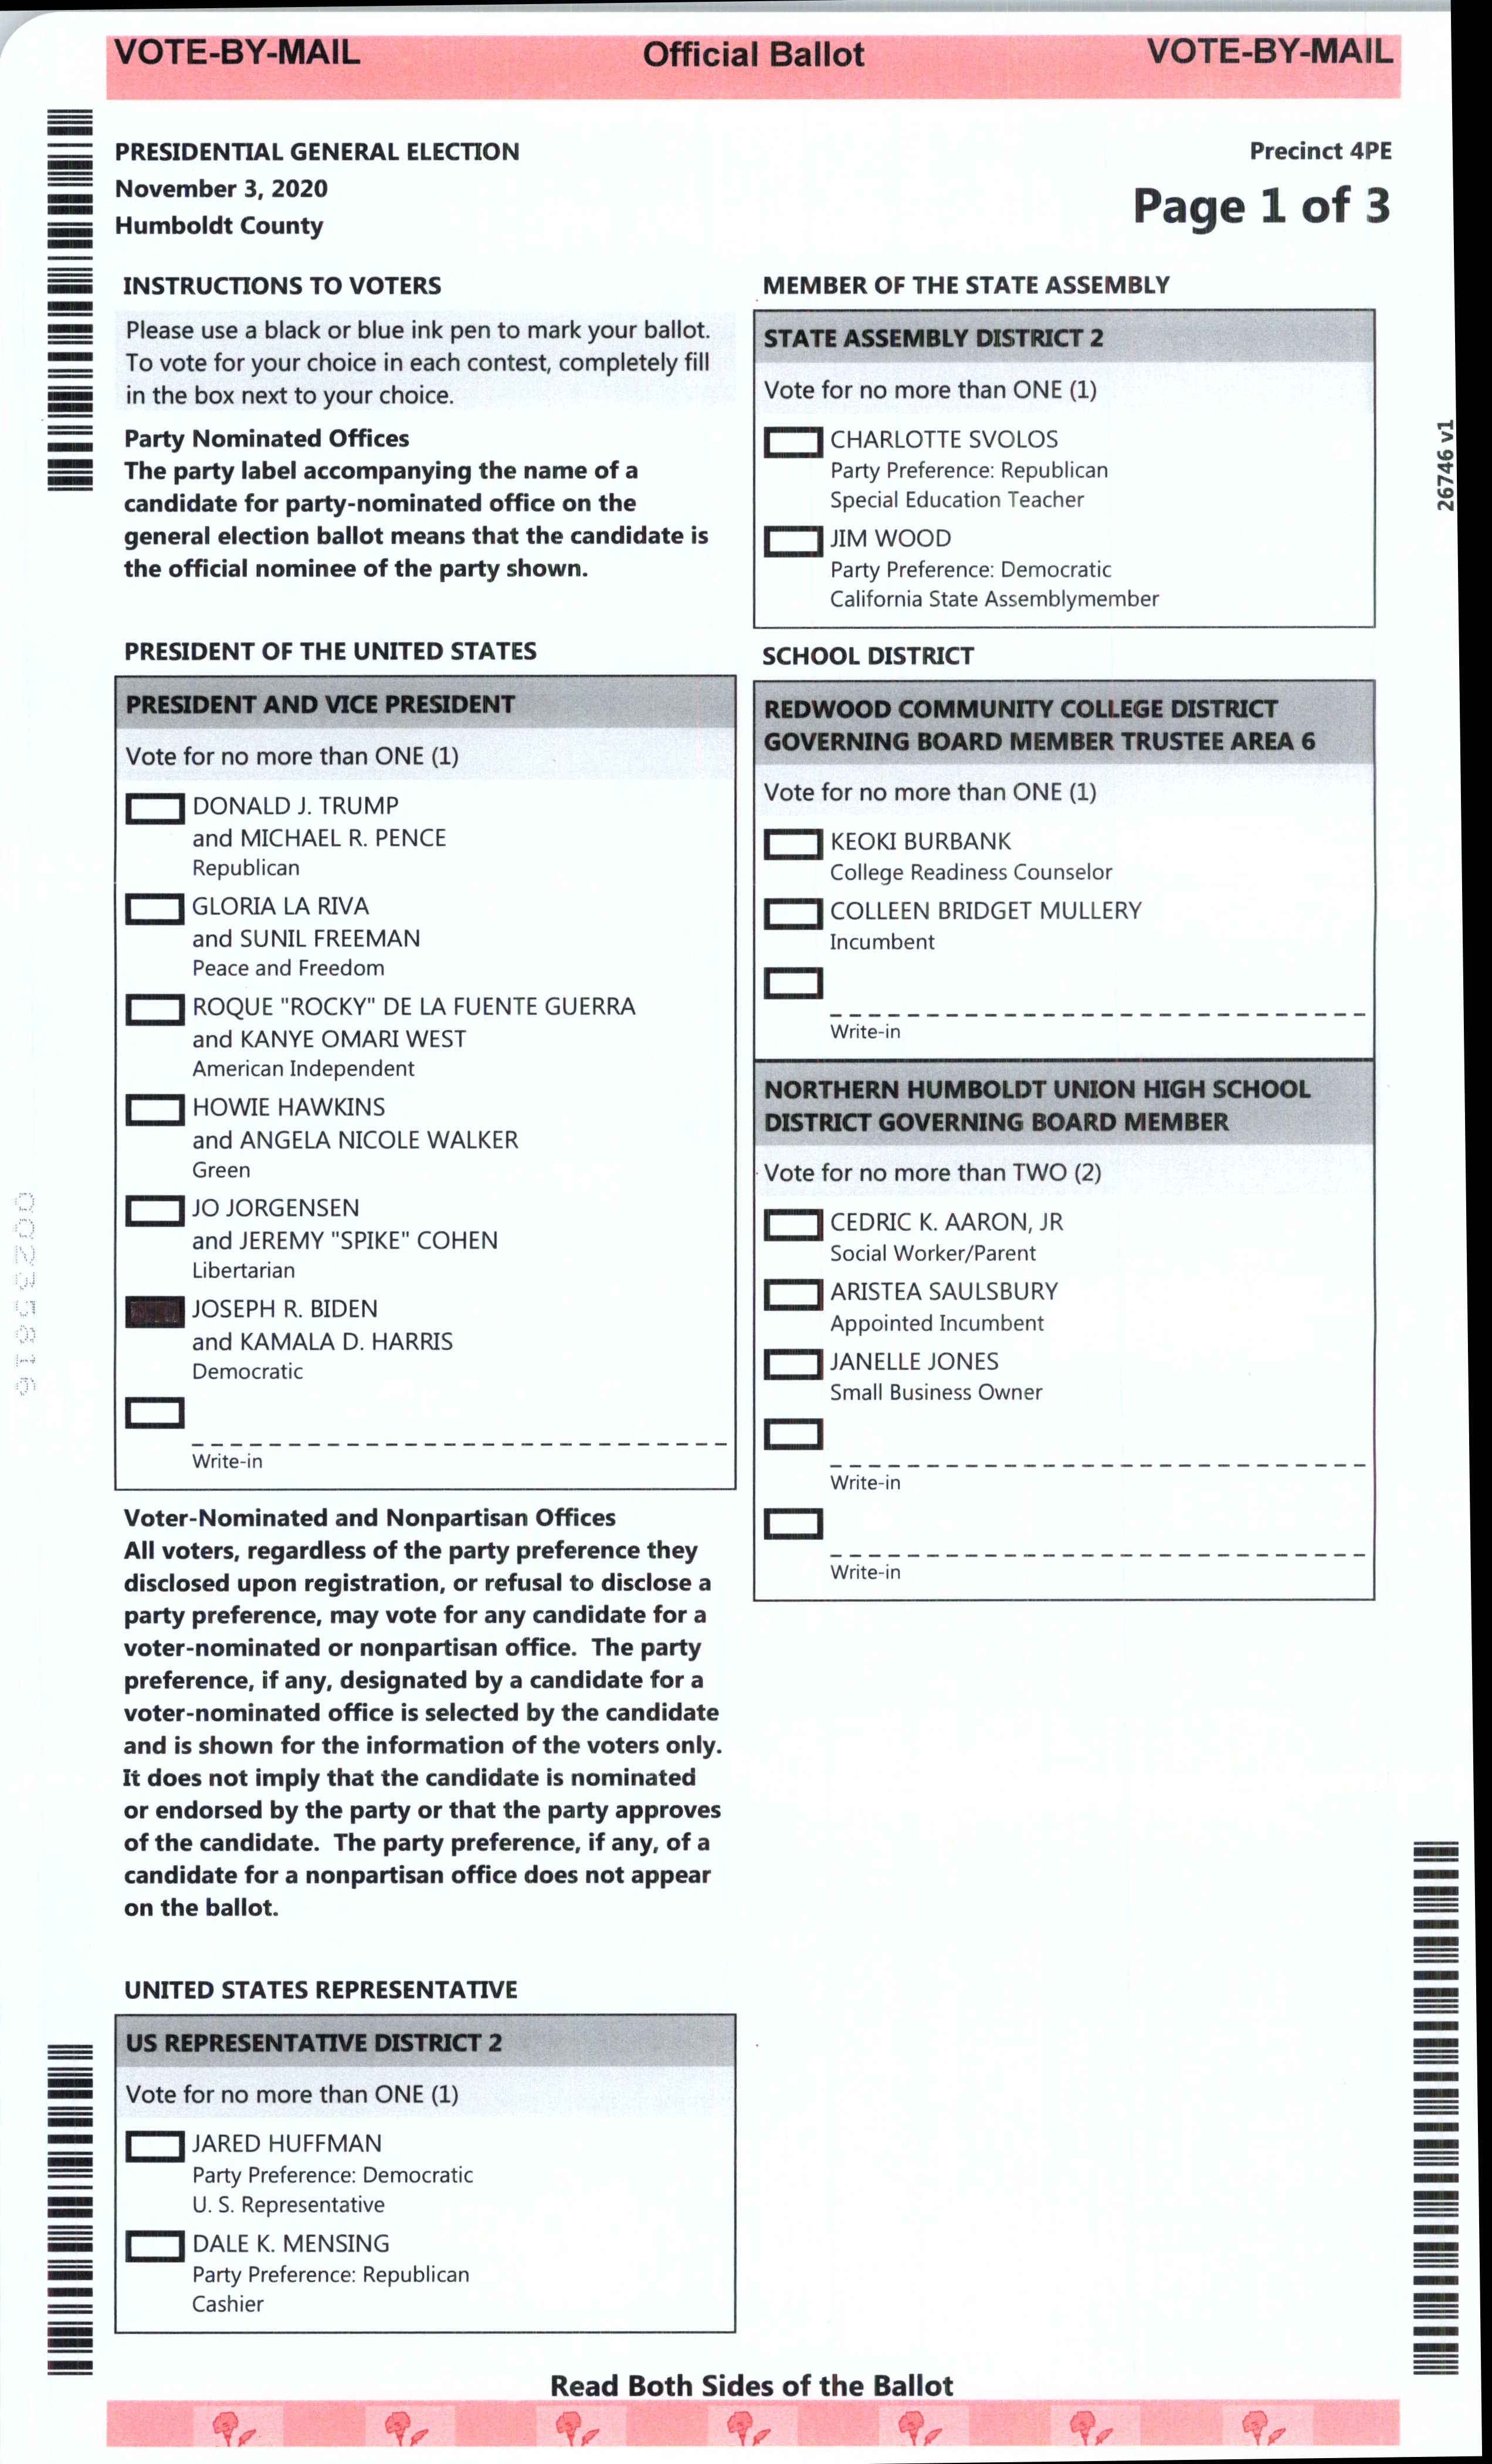 VOTE-BY-MAIL Official Ballot VOTE-BY-MAIL
PRESIDENTIAL GENERAL ELECTION
November 3, 2020
Humboldt County
Precinct 4PE
Page 1 of 3
INSTRUCTIONS TO VOTERS
Please use a black or blue ink pen to mark your ballot.
To vote for your choice in each contest, completely fill
in the box next to your choice.
Party Nominated Offices
The party label accompanying the name of a
candidate for party-nominated office on the
general election ballot means that the candidate is
the official nominee of the party shown.
PRESIDENT OF THE UNITED STATES
PRESIDENT AND VICE PRESIDENT
Vote for no more than ONE (1)
DONALD J. TRUMP
and MICHAEL R. PENCE
Republican
GLORIA LA RIVA
and SUNIL FREEMAN
Peace and Freedom
ROQUE "ROCKY" DE LA FUENTE GUERRA
and KANYE OMARI WEST
American Independent
HOWIE HAWKINS
and ANGELA NICOLE WALKER
Green
JO JORGENSEN
and JEREMY "SPIKE" COHEN
Libertarian
JOSEPH R. BIDEN
and KAMALA D. HARRIS
Democratic
Write-in
Voter-Nominated and Nonpartisan Offices
All voters, regardless of the party preference they
disclosed upon registration, or refusal to disclose a
party preference, may vote for any candidate for a
voter-nominated or nonpartisan office. The party
preference, if any, designated by a candidate for a
voter-nominated office is selected by the candidate
and is shown for the information of the voters only.
It does not imply that the candidate is nominated
or endorsed by the party or that the party approves
of the candidate. The party preference, if any, of a
candidate for a nonpartisan office does not appear
on the ballot.
UNITED STATES REPRESENTATIVE
US REPRESENTATIVE DISTRICT 2
Vote for no more than ONE (1)
JARED HUFFMAN
Party Preference: Democratic
U. S. Representative
DALE K. MENSING
Party Preference: Republican
Cashier
MEMBER OF THE STATE ASSEMBLY
STATE ASSEMBLY DISTRICT 2
Vote for no more than ONE (1)
CHARLOTTE SVOLOS
Party Preference: Republican
Special Education Teacher
JIM WOOD
Party Preference: Democratic
California State Assemblymember
SCHOOL DISTRICT
REDWOOD COMMUNITY COLLEGE DISTRICT
GOVERNING BOARD MEMBER TRUSTEE AREA 6
Vote for no more than ONE (1)
KEOKI BURBANK
College Readiness Counselor
COLLEEN BRIDGET MULLERY
Incumbent
Write-in
NORTHERN HUMBOLDT UNION HIGH SCHOOL
DISTRICT GOVERNING BOARD MEMBER
Vote for no more than TWO (2)
CEDRIC K. AARON, JR
Social Worker/Parent
ARISTEA SAULSBURY
Appointed Incumbent
JANELLE JONES
Small Business Owner
Write-in
Write-in
26746 v1
00235816
Read Both Sides of the Ballot